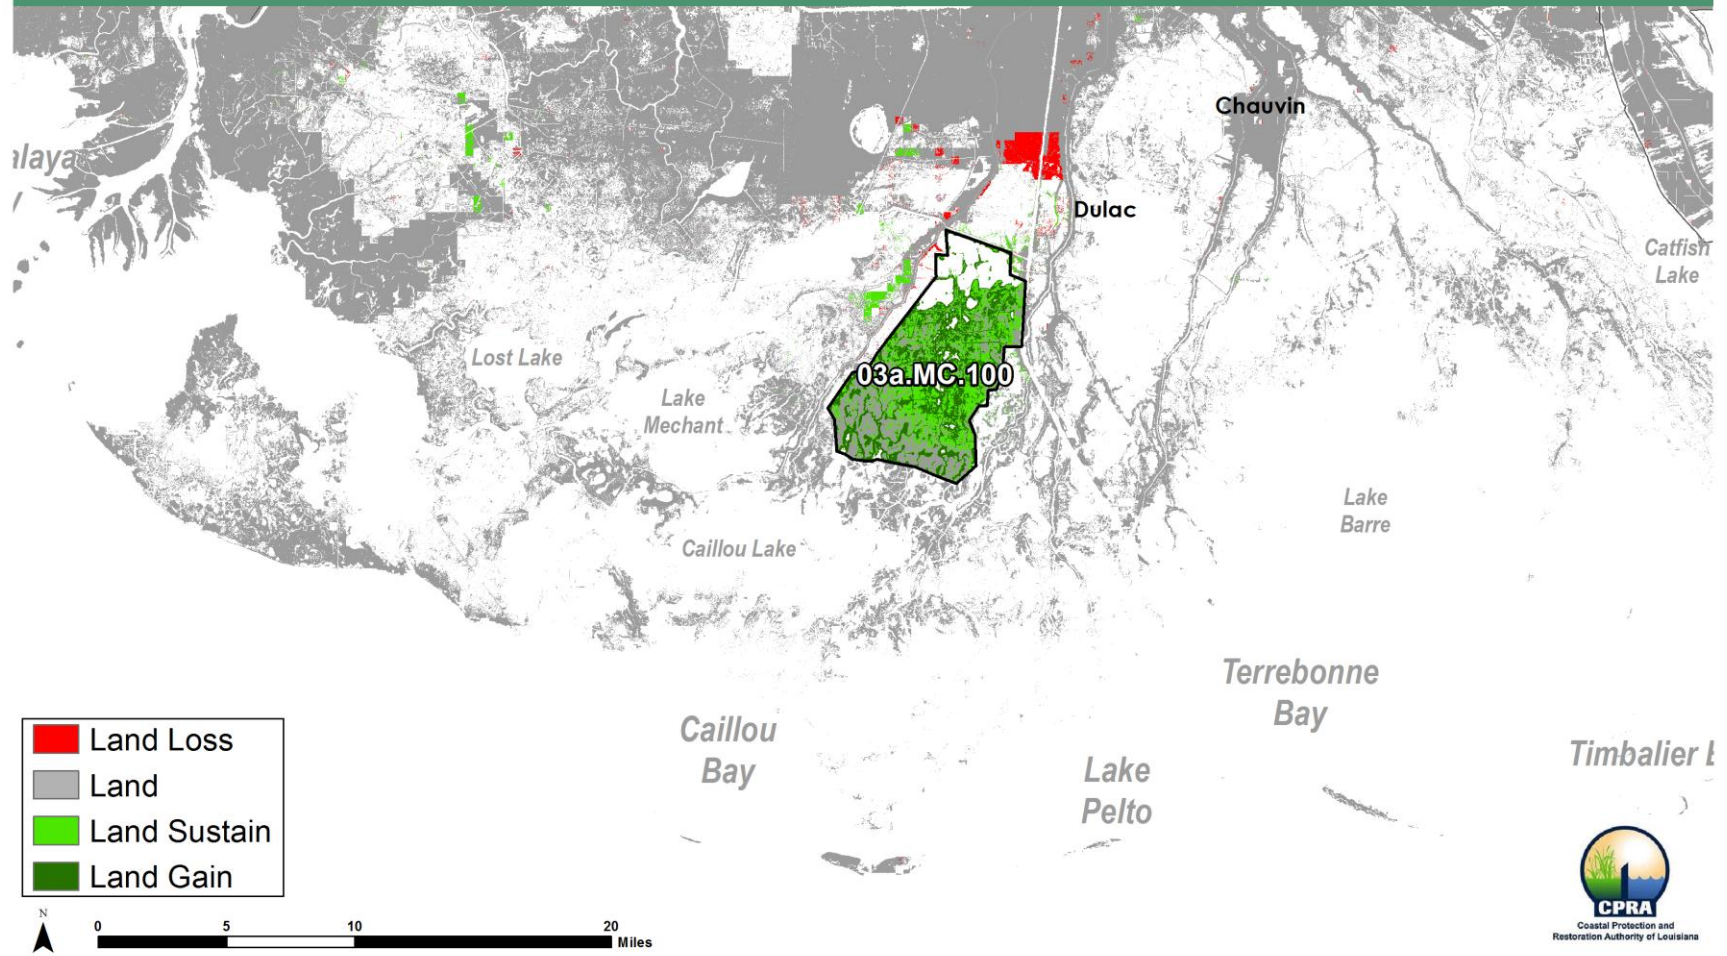 Chauvin
alaya
Dulac
Catfish
Lake
Lost Lake
03a.MC.100
Lake
Mechant
Lake
Barre
Caillou Lake
Terrebonne
Bay
Caillou
Bay
Lake
Pelto
Timbalier B
Land Loss
Land
Land Sustain
Land Gain
N
0 5 10 20
Miles
CPRA
Coastal Protection and
Restoration Authority of Louisiana